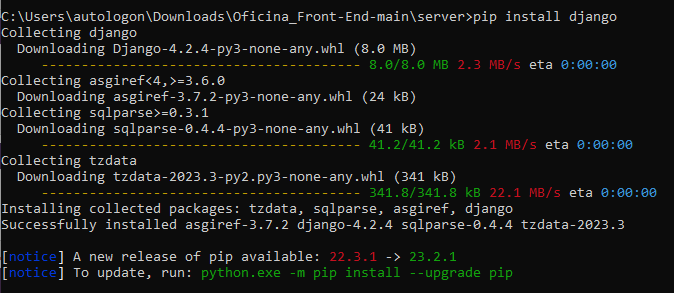 C:\Users\autologon\Downloads\Oficina_Front-End-main\server>pip install django
Collecting django
  Downloading Django-4.2.4-py3-none-any.whl (8.0 MB)
     ---------------------------------------- 8.0/8.0 MB 2.3 MB/s eta 0:00:00
Collecting asgiref<4,>=3.6.0
  Downloading asgiref-3.7.2-py3-none-any.whl (24 kB)
Collecting sqlparse>=0.3.1
  Downloading sqlparse-0.4.4-py3-none-any.whl (41 kB)
     ---------------------------------------- 41.2/41.2 kB 2.1 MB/s eta 0:00:00
Collecting tzdata
  Downloading tzdata-2023.3-py2.py3-none-any.whl (341 kB)
     ---------------------------------------- 341.8/341.8 kB 22.1 MB/s eta 0:00:00
Installing collected packages: tzdata, sqlparse, asgiref, django
Successfully installed asgiref-3.7.2 django-4.2.4 sqlparse-0.4.4 tzdata-2023.3
[notice] A new release of pip available: 22.3.1 -> 23.2.1
[notice] To update, run: python.exe -m pip install --upgrade pip